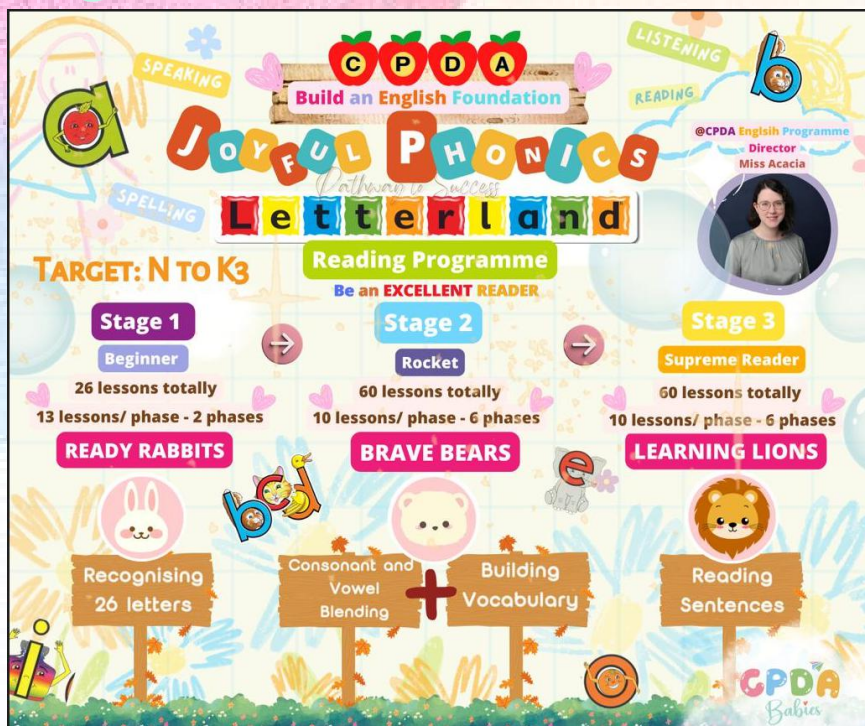 C P D A
Build an English Foundation
SPEAKING
LISTENING
READING
SPELLING
a
b
JOYFUL PHONICS
Pathway to Success
Letterland
Reading Programme
Be an EXCELLENT READER
@CPDA Englsih Programme
Director
Miss Acacia
TARGET: N TO K3
Stage 1
Beginner
26 lessons totally
13 lessons/ phase - 2 phases
READY RABBITS
Recognising
26 letters
Stage 2
Rocket
60 lessons totally
10 lessons/ phase - 6 phases
BRAVE BEARS
bcd
e
Consonant and
Vowel
Blending
+
Building
Vocabulary
Stage 3
Supreme Reader
60 lessons totally
10 lessons/ phase - 6 phases
LEARNING LIONS
Reading
Sentences
i
o
CPDA
Babies